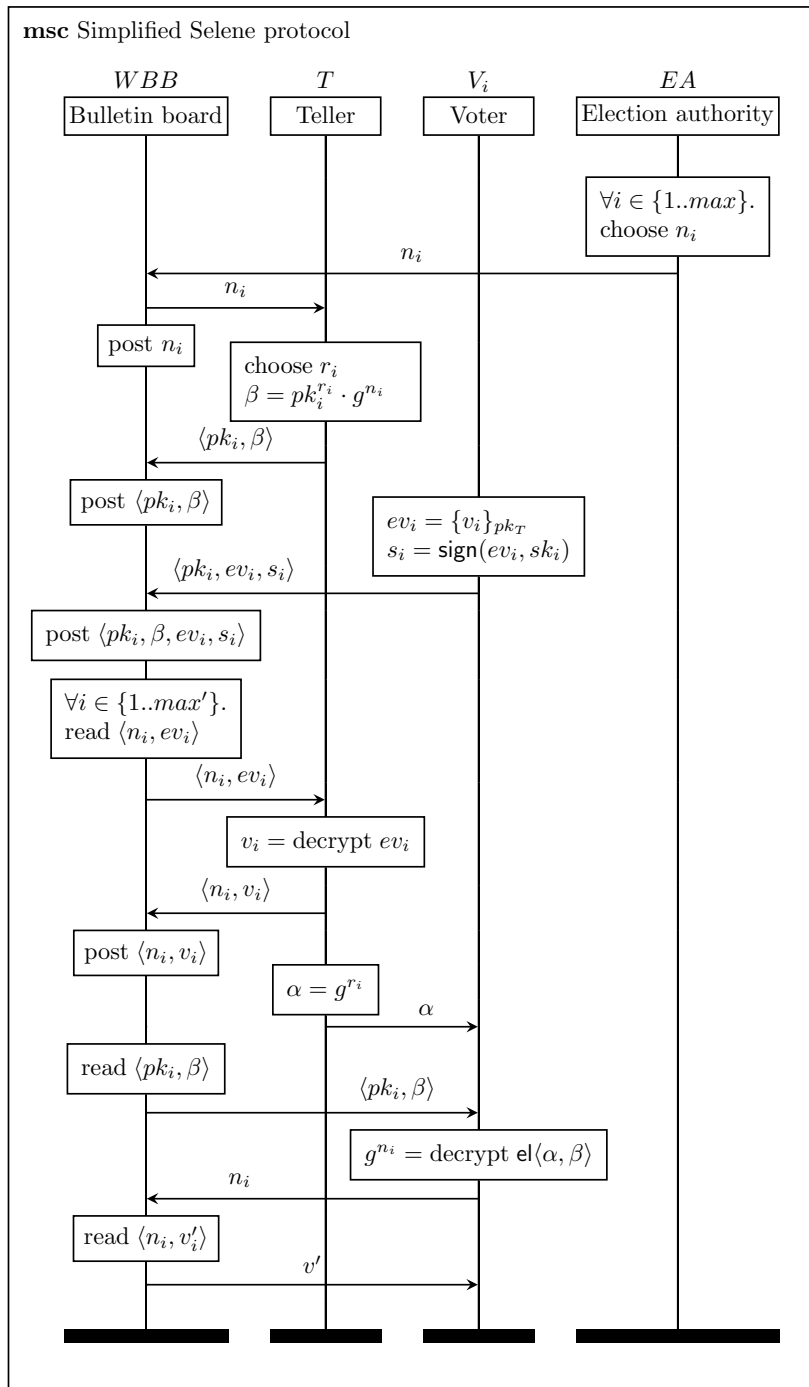 msc Simplified Selene protocol
WBB T V_i EA
Bulletin board Teller Voter Election authority
∀i ∈ {1..max}.
choose n_i
n_i
n_i
post n_i
choose r_i
β = pk_i^{r_i} · g^{n_i}
⟨pk_i, β⟩
post ⟨pk_i, β⟩
ev_i = {v_i}_{pk_T}
s_i = sign(ev_i, sk_i)
⟨pk_i, ev_i, s_i⟩
post ⟨pk_i, β, ev_i, s_i⟩
∀i ∈ {1..max′}.
read ⟨n_i, ev_i⟩
⟨n_i, ev_i⟩
v_i = decrypt ev_i
⟨n_i, v_i⟩
post ⟨n_i, v_i⟩
α = g^{r_i}
α
read ⟨pk_i, β⟩
⟨pk_i, β⟩
g^{n_i} = decrypt el⟨α, β⟩
n_i
read ⟨n_i, v′_i⟩
v′